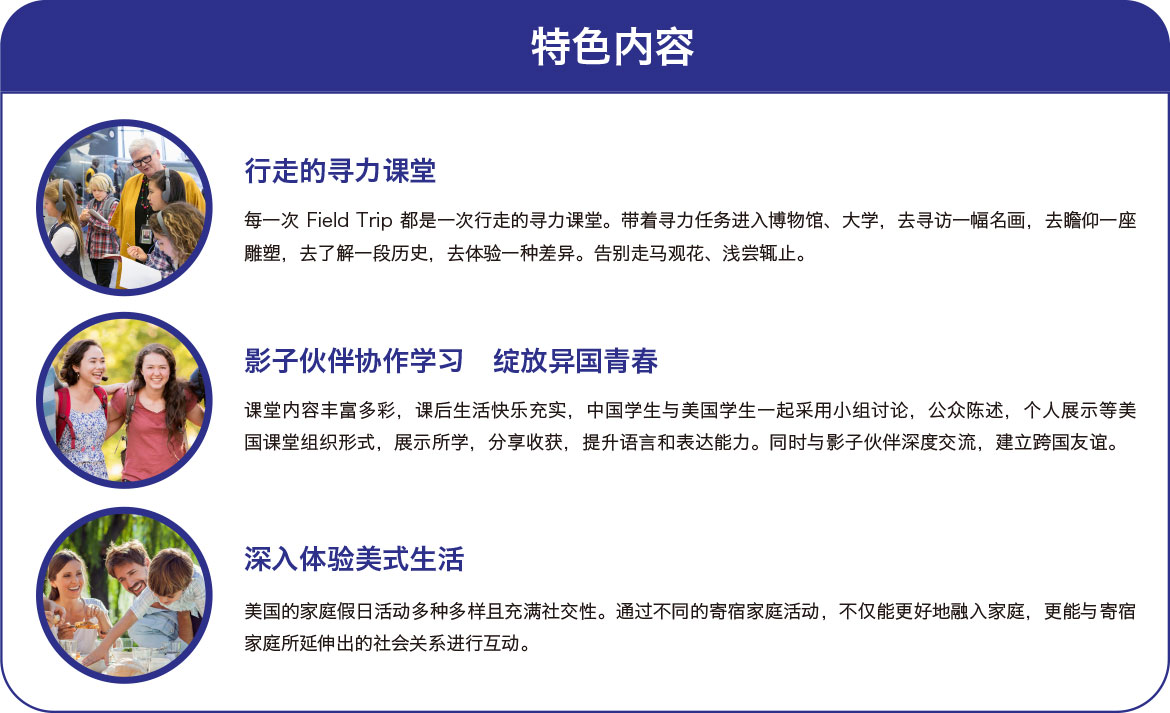 特色内容
行走的寻力课堂
每一次 Field Trip 都是一次行走的寻力课堂。带着寻力任务进入博物馆、大学，去寻访一幅名画，去瞻仰一座
雕塑，去了解一段历史，去体验一种差异。告别走马观花、浅尝辄止。
影子伙伴协作学习　绽放异国青春
课堂内容丰富多彩，课后生活快乐充实，中国学生与美国学生一起采用小组讨论，公众陈述，个人展示等美
国课堂组织形式，展示所学，分享收获，提升语言和表达能力。同时与影子伙伴深度交流，建立跨国友谊。
深入体验美式生活
美国的家庭假日活动多种多样且充满社交性。通过不同的寄宿家庭活动，不仅能更好地融入家庭，更能与寄宿
家庭所延伸出的社会关系进行互动。